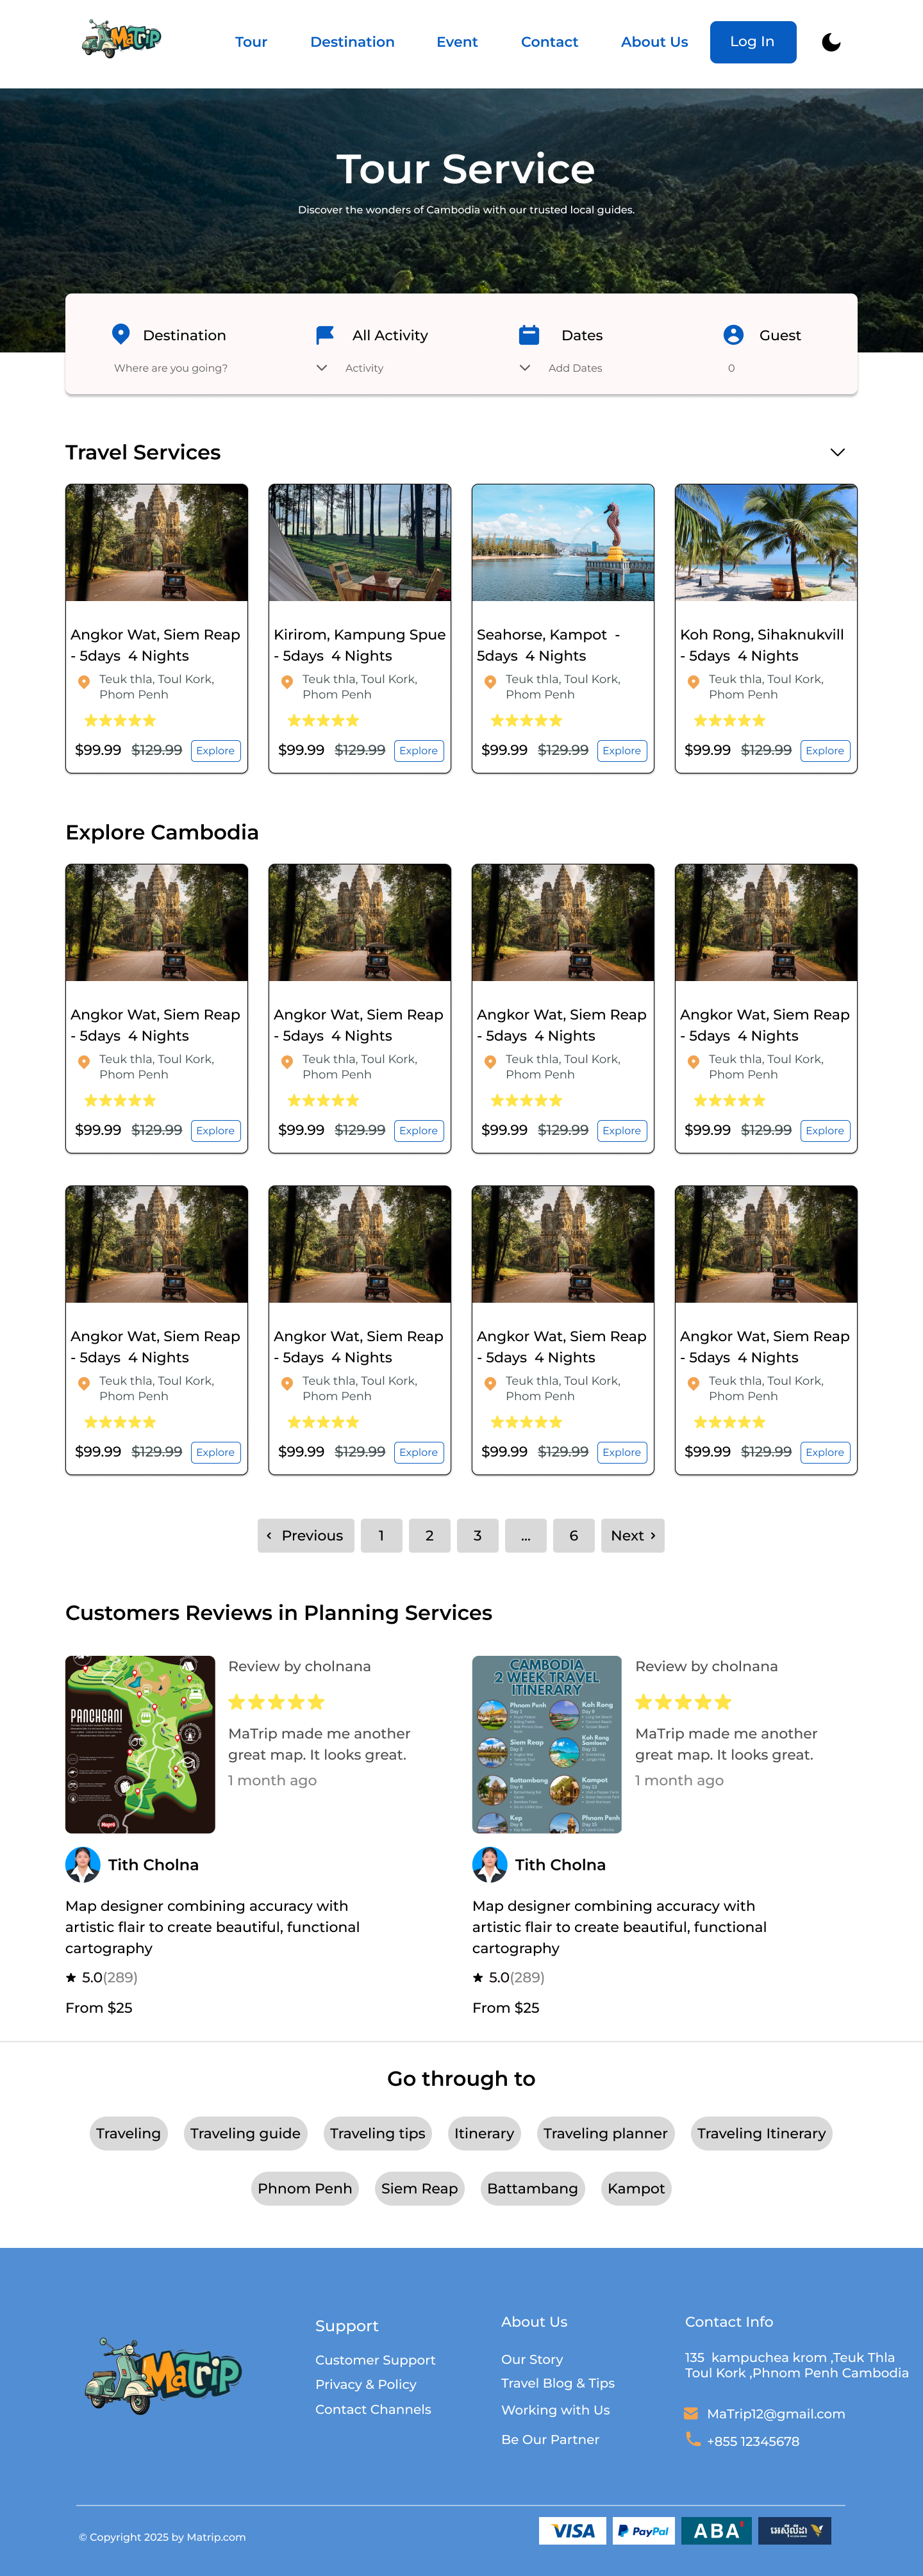 MaTrip
Tour
Destination
Event
Contact
About Us
Log In
Tour Service
Discover the wonders of Cambodia with our trusted local guides.
Destination
All Activity
Dates
Guest
Where are you going?
Activity
Add Dates
0
Travel Services
Angkor Wat, Siem Reap
- 5days 4 Nights
Teuk thla, Toul Kork,
Phom Penh
$99.99 $129.99 Explore
Kirirom, Kampung Spue
- 5days 4 Nights
Teuk thla, Toul Kork,
Phom Penh
$99.99 $129.99 Explore
Seahorse, Kampot -
5days 4 Nights
Teuk thla, Toul Kork,
Phom Penh
$99.99 $129.99 Explore
Koh Rong, Sihaknukvill
- 5days 4 Nights
Teuk thla, Toul Kork,
Phom Penh
$99.99 $129.99 Explore
Explore Cambodia
Angkor Wat, Siem Reap
- 5days 4 Nights
Teuk thla, Toul Kork,
Phom Penh
$99.99 $129.99 Explore
Angkor Wat, Siem Reap
- 5days 4 Nights
Teuk thla, Toul Kork,
Phom Penh
$99.99 $129.99 Explore
Angkor Wat, Siem Reap
- 5days 4 Nights
Teuk thla, Toul Kork,
Phom Penh
$99.99 $129.99 Explore
Angkor Wat, Siem Reap
- 5days 4 Nights
Teuk thla, Toul Kork,
Phom Penh
$99.99 $129.99 Explore
Angkor Wat, Siem Reap
- 5days 4 Nights
Teuk thla, Toul Kork,
Phom Penh
$99.99 $129.99 Explore
Angkor Wat, Siem Reap
- 5days 4 Nights
Teuk thla, Toul Kork,
Phom Penh
$99.99 $129.99 Explore
Angkor Wat, Siem Reap
- 5days 4 Nights
Teuk thla, Toul Kork,
Phom Penh
$99.99 $129.99 Explore
Angkor Wat, Siem Reap
- 5days 4 Nights
Teuk thla, Toul Kork,
Phom Penh
$99.99 $129.99 Explore
‹ Previous 1 2 3 ... 6 Next ›
Customers Reviews in Planning Services
PANCHGANI
Mapro
Review by cholnana
MaTrip made me another
great map. It looks great.
1 month ago
Tith Cholna
Map designer combining accuracy with
artistic flair to create beautiful, functional
cartography
5.0(289)
From $25
CAMBODIA
2 WEEK TRAVEL
ITINERARY
Phnom Penh
Day 1
Koh Rong
Day 9
Siem Reap
Koh Rong
Samloem
Battambang
Kampot
Kep
Phnom Penh
Review by cholnana
MaTrip made me another
great map. It looks great.
1 month ago
Tith Cholna
Map designer combining accuracy with
artistic flair to create beautiful, functional
cartography
5.0(289)
From $25
Go through to
Traveling
Traveling guide
Traveling tips
Itinerary
Traveling planner
Traveling Itinerary
Phnom Penh
Siem Reap
Battambang
Kampot
MaTrip
Support
Customer Support
Privacy & Policy
Contact Channels
About Us
Our Story
Travel Blog & Tips
Working with Us
Be Our Partner
Contact Info
135 kampuchea krom ,Teuk Thla
Toul Kork ,Phnom Penh Cambodia
MaTrip12@gmail.com
+855 12345678
© Copyright 2025 by Matrip.com
VISA
PayPal
ABA'
អេស៊ីលីដា